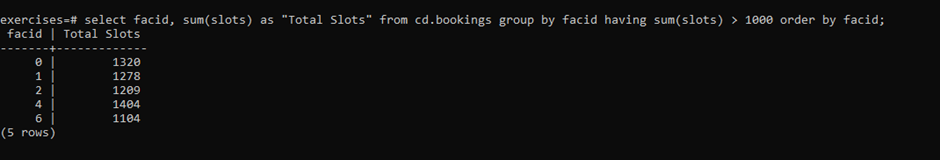 exercises=# select facid, sum(slots) as "Total Slots" from cd.bookings group by facid having sum(slots) > 1000 order by facid;
 facid | Total Slots
-------+-------------
     0 |        1320
     1 |        1278
     2 |        1209
     4 |        1404
     6 |        1104
(5 rows)